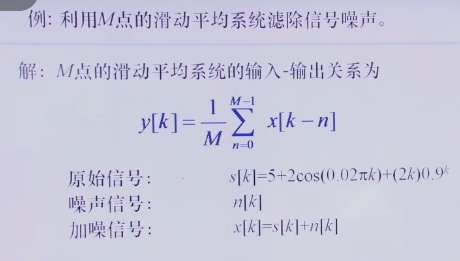 例: 利用M点的滑动平均系统滤除信号噪声。
解: M点的滑动平均系统的输入-输出关系为
y[k]=\frac{1}{M}\sum_{n=0}^{M-1} x[k-n]
原始信号: s[k]=5+2cos(0.02πk)+(2k)0.9^k
噪声信号: n[k]
加噪信号: x[k]=s[k]+n[k]